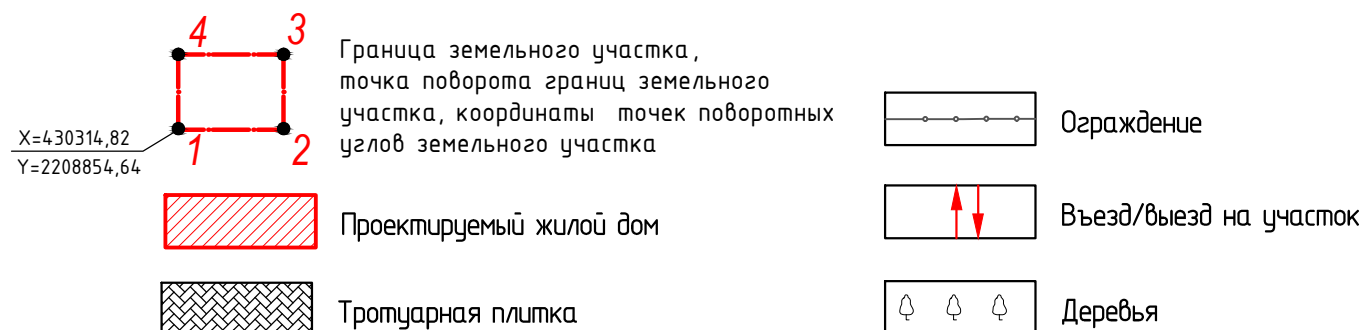 4 3
1 2
X=430314,82
Y=2208854,64
Граница земельного участка,
точка поворота границ земельного
участка, координаты точек поворотных
углов земельного участка
Проектируемый жилой дом
Тротуарная плитка
Ограждение
Въезд/выезд на участок
Деревья